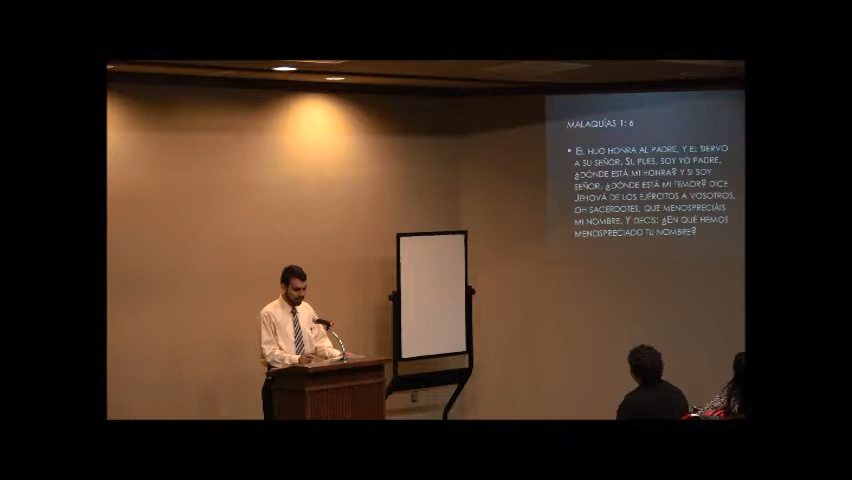 MALAQUÍAS 1: 6
• EL HIJO HONRA AL PADRE, Y EL SIERVO
A SU SEÑOR. SI, PUES, SOY YO PADRE,
¿DÓNDE ESTÁ MI HONRA? Y SI SOY
SEÑOR, ¿DÓNDE ESTÁ MI TEMOR? DICE
JEHOVÁ DE LOS EJÉRCITOS A VOSOTROS,
OH SACERDOTES, QUE MENOSPRECIÁIS
MI NOMBRE. Y DECÍS: ¿EN QUÉ HEMOS
MENOSPRECIADO TU NOMBRE?